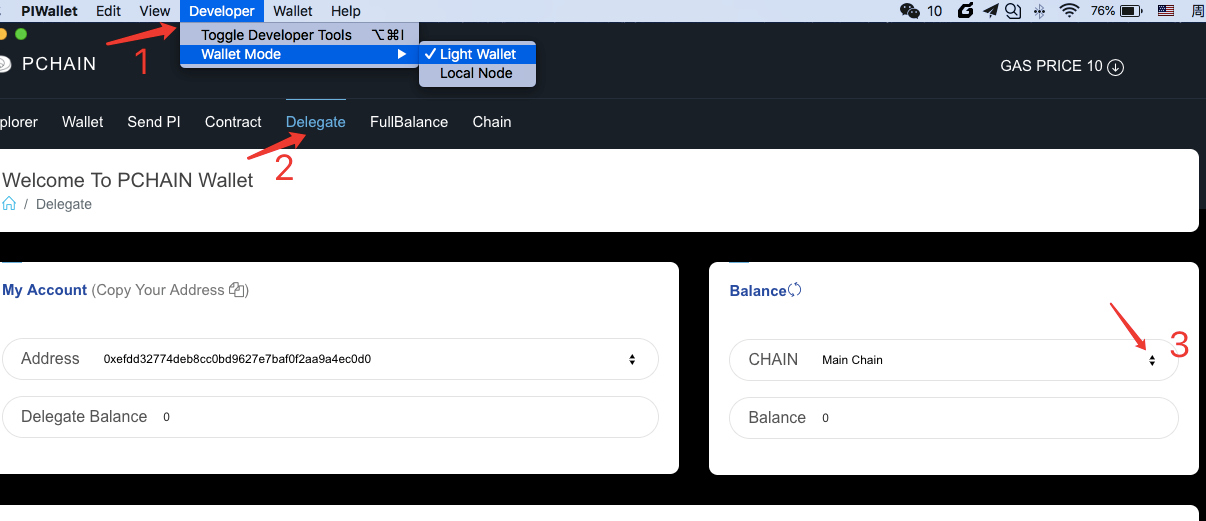 PIWallet Edit View Developer Wallet Help 10 76% 周
Toggle Developer Tools ⌥⌘I
1
Wallet Mode ▶ ✓ Light Wallet
Local Node
PCHAIN
GAS PRICE 10
plorer Wallet Send PI Contract Delegate FullBalance Chain
2
Welcome To PCHAIN Wallet
/ Delegate
My Account (Copy Your Address )
Balance
3
Address 0xefdd32774deb8cc0bd9627e7baf0f2aa9a4ec0d0
CHAIN Main Chain
Delegate Balance 0
Balance 0